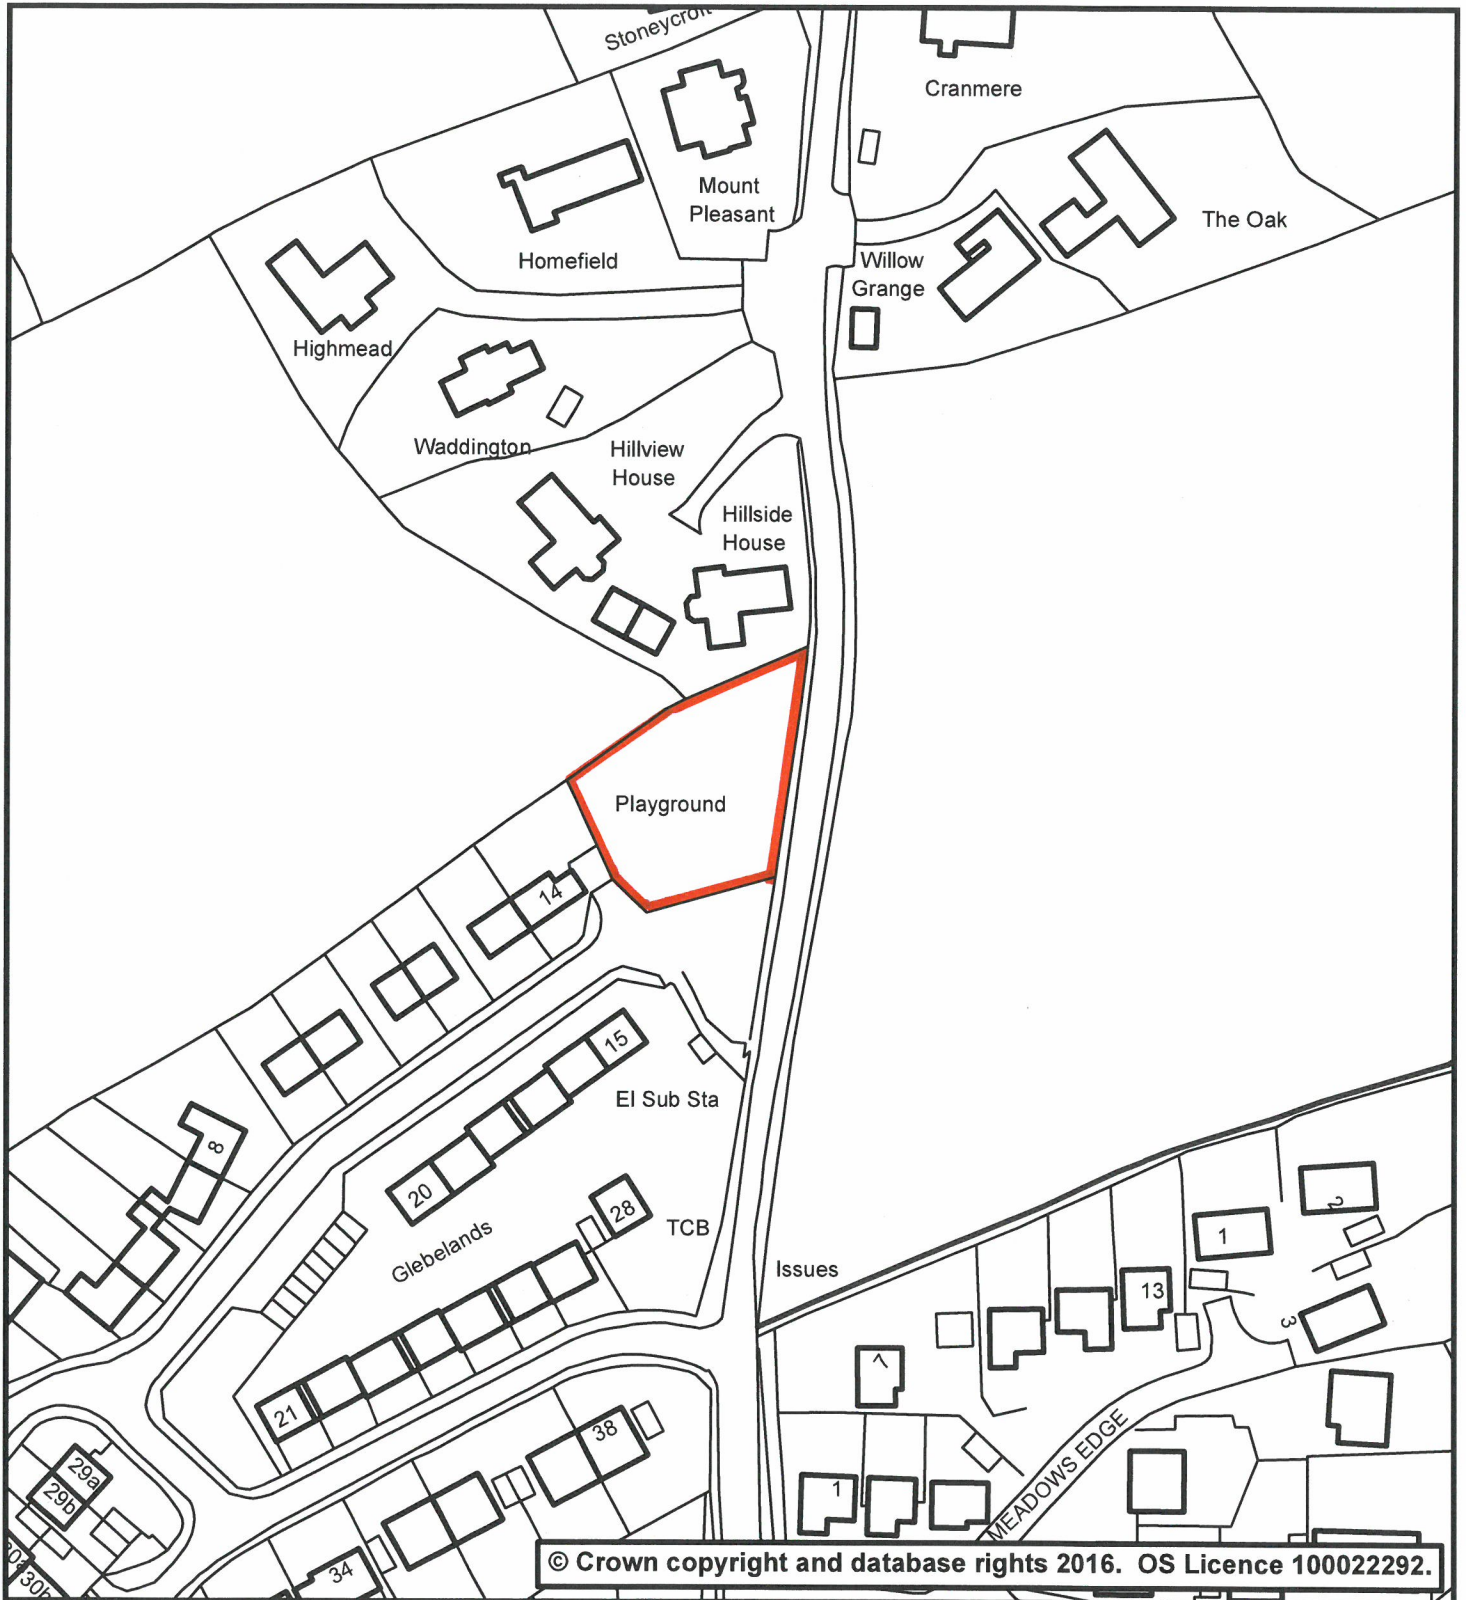 Stoneycroft
Cranmere
Mount
Pleasant
The Oak
Homefield
Willow
Grange
Highmead
Waddington
Hillview
House
Hillside
House
Playground
14
15
El Sub Sta
8
20
28
TCB
Glebelands
Issues
1
2
13
3
7
21
38
29a
29b
1
MEADOWS EDGE
34
30b
© Crown copyright and database rights 2016. OS Licence 100022292.